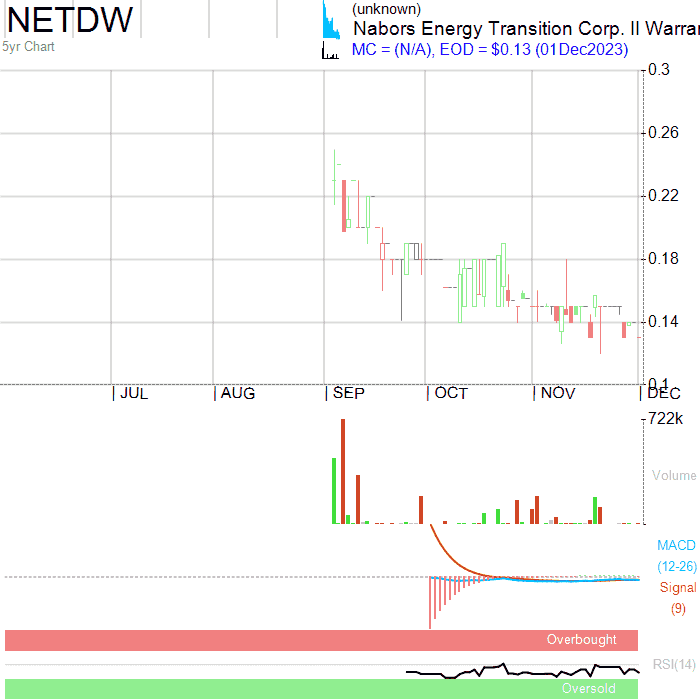 NETDW
5yr Chart
(unknown)
Nabors Energy Transition Corp. II Warra
MC = (N/A), EOD = $0.13 (01Dec2023)
0.3
0.26
0.22
0.18
0.14
0.1
JUL AUG SEP OCT NOV DEC
722k
Volume
MACD
(12-26)
Signal
(9)
Overbought
RSI(14)
Oversold